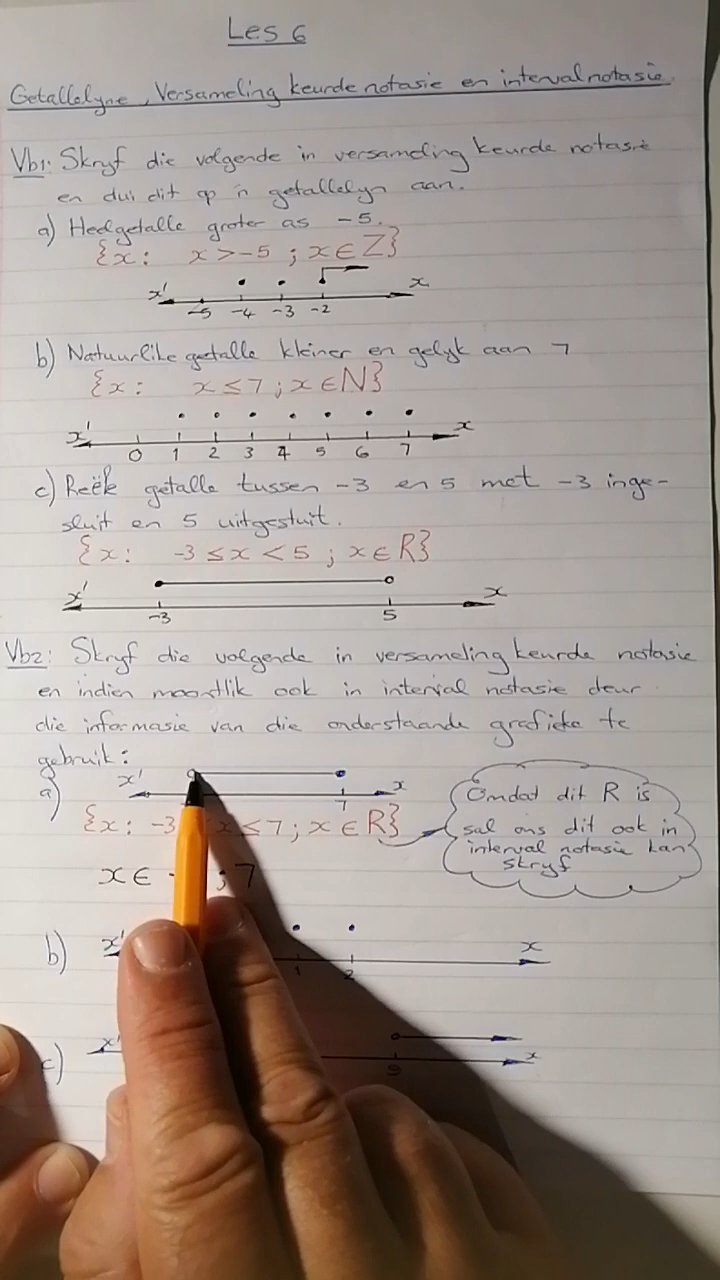 Les 6
Getallelyne, Versameling keurde notasie en intervalnotasie.
Vb1: Skryf die volgende in versameling keurde notasie
en dui dit op 'n getallelyn aan.
a) Heelgetalle groter as -5.
{x: x > -5 ; x ∈ Z}
x' x
-5 -4 -3 -2
b) Natuurlike getalle kleiner en gelyk aan 7
{x: x ≤ 7 ; x ∈ N}
x' x
0 1 2 3 4 5 6 7
c) Reële getalle tussen -3 en 5 met -3 inge-
sluit en 5 uitgesluit.
{x: -3 ≤ x < 5 ; x ∈ R}
x' x
-3 5
Vb2: Skryf die volgende in versameling keurde notasie
en indien moontlik ook in interval notasie deur
die informasie van die onderstaande grafieke te
gebruik:
a) x' x
7
{x: -3 x ≤ 7 ; x ∈ R}
Omdat dit R is
sal ons dit ook in
interval notasie kan
skryf
x ∈ - ; 7
b) x' x
1 2
c) x' x
9